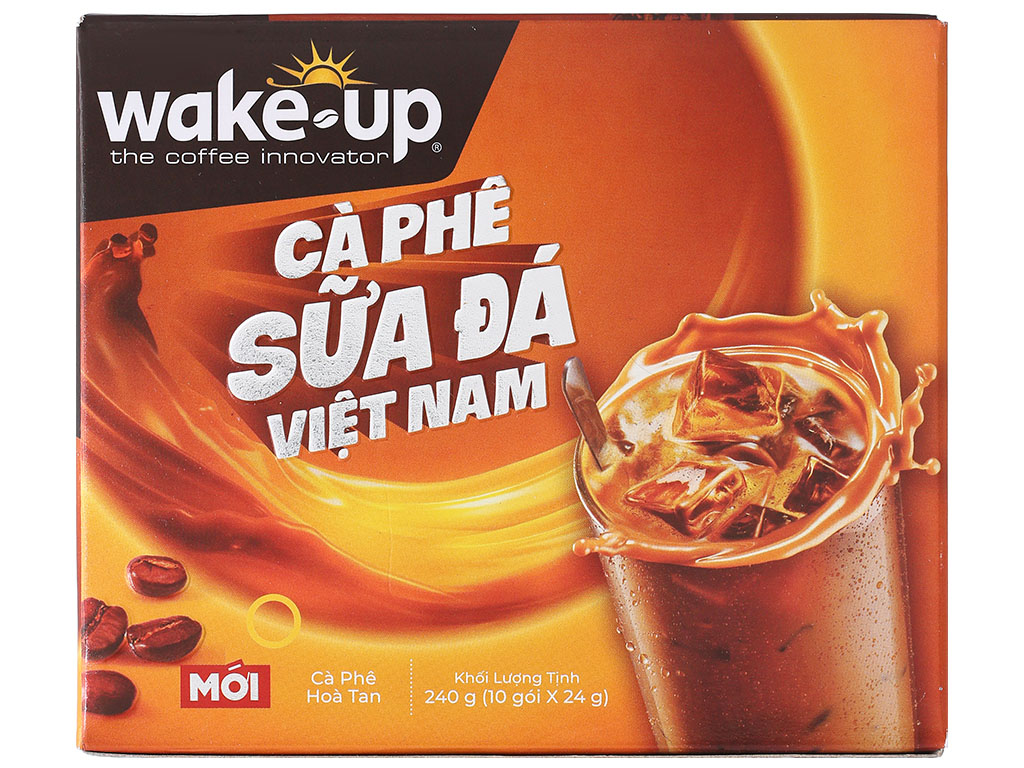 wake-up®
the coffee innovator
CÀ PHÊ
SỮA ĐÁ
VIỆT NAM
MỚI
Cà Phê
Hoà Tan
Khối Lượng Tịnh
240 g (10 gói X 24 g)